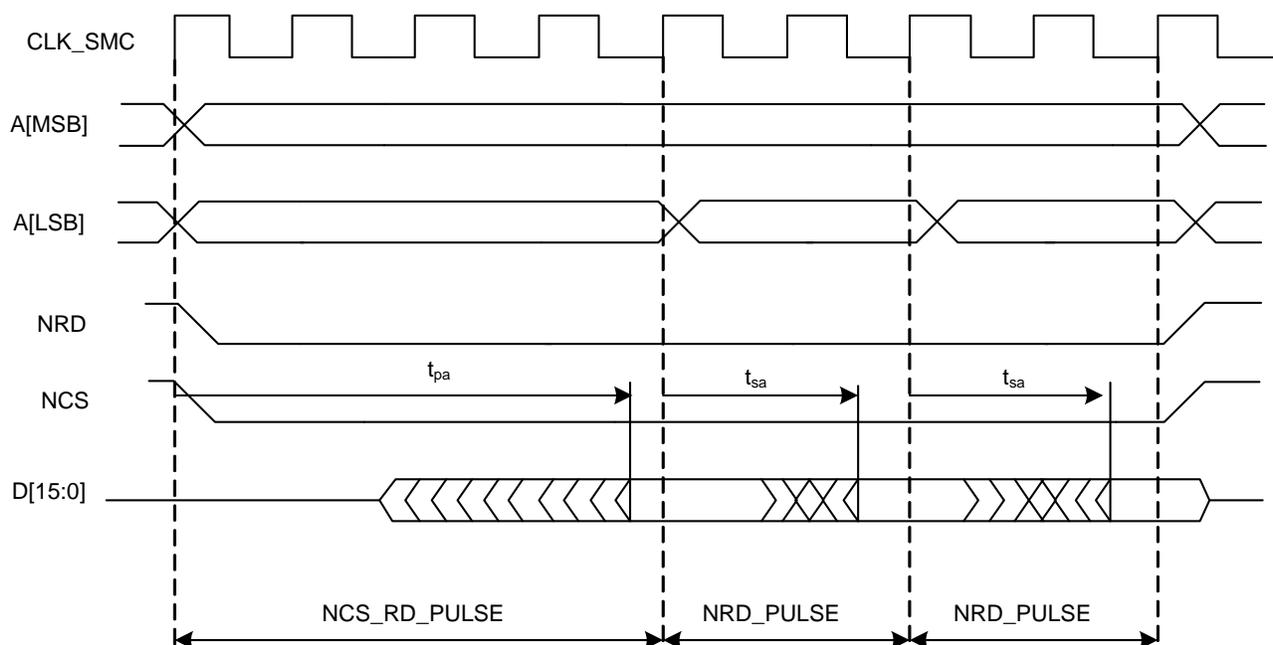 CLK_SMC
A[MSB]
A[LSB]
NRD
tpa
tsa
tsa
NCS
D[15:0]
NCS_RD_PULSE
NRD_PULSE
NRD_PULSE